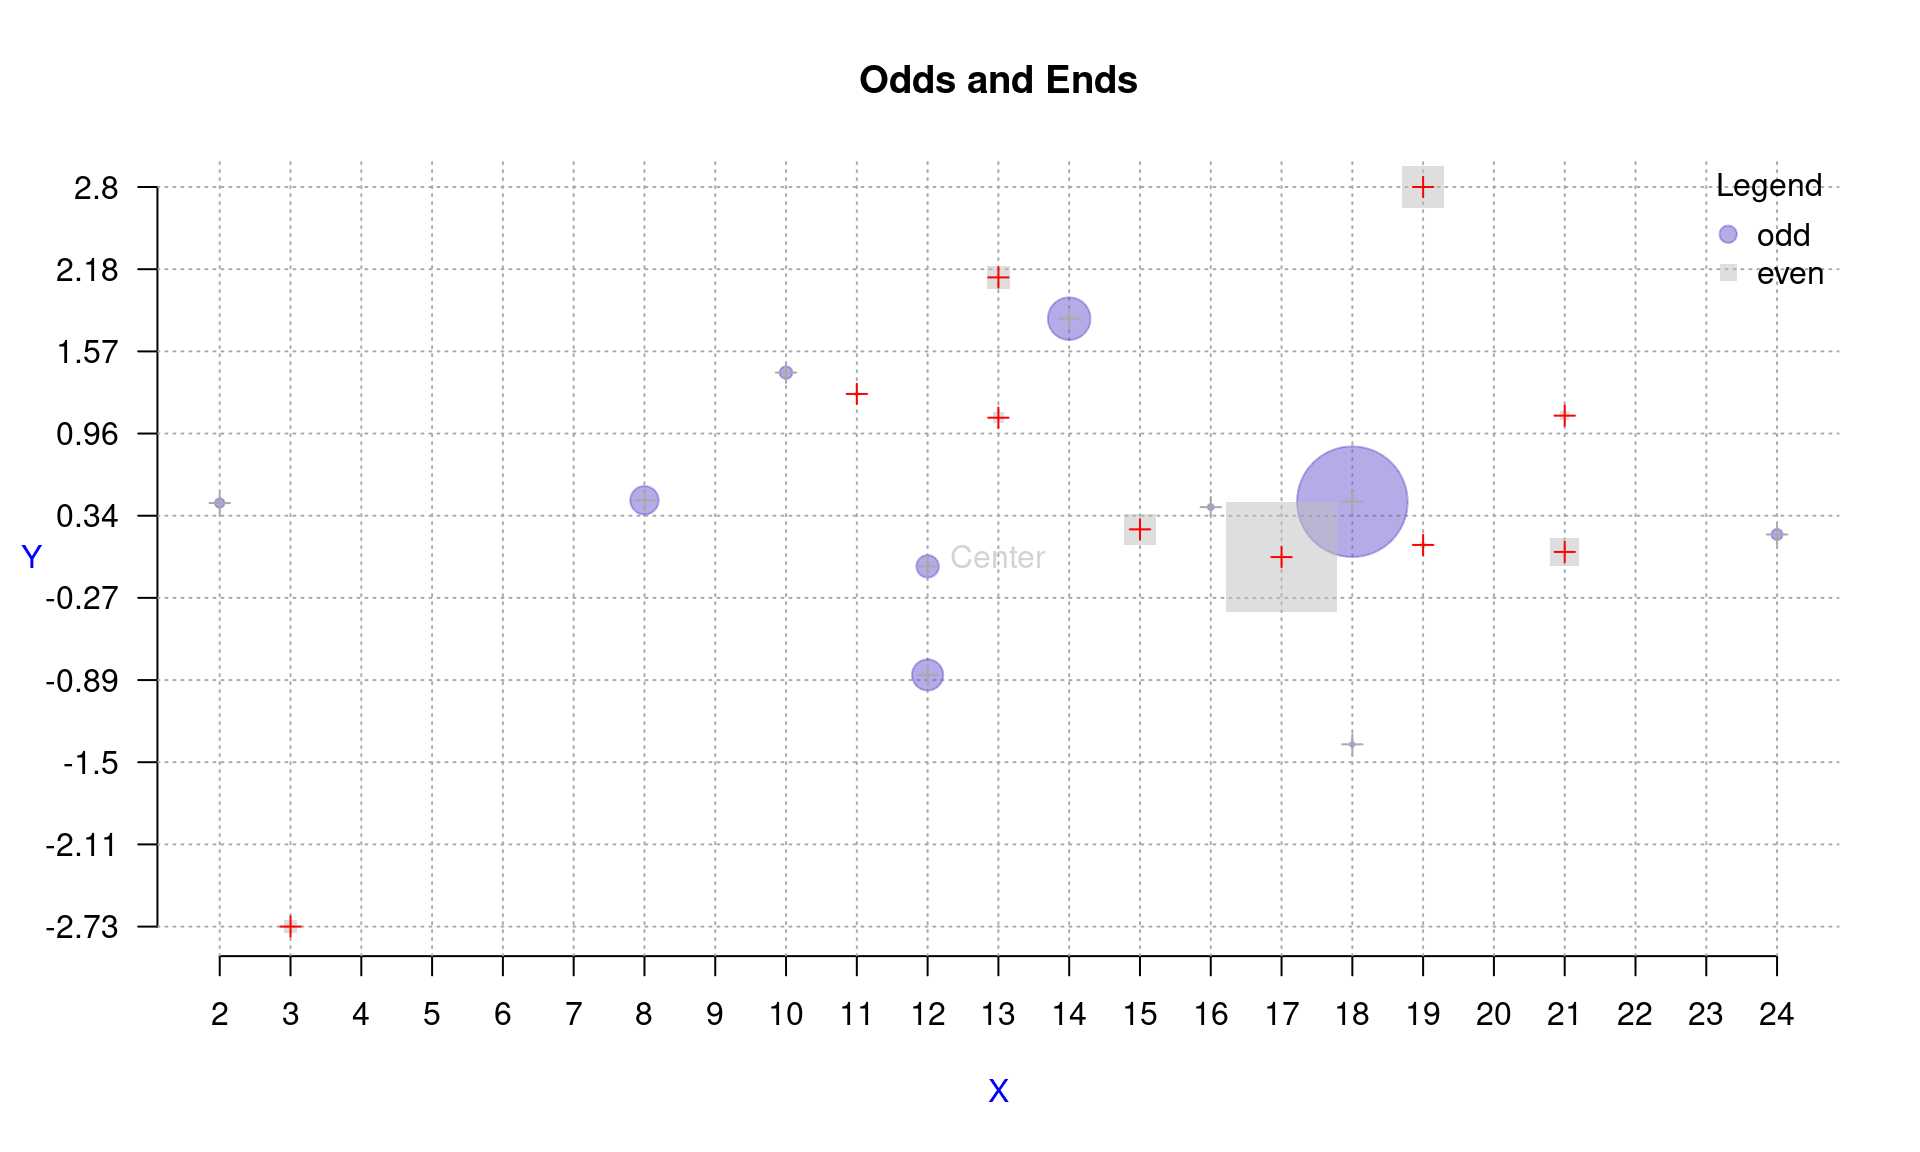 Odds and Ends
Legend
odd
even
2.8
2.18
1.57
0.96
0.34
-0.27
-0.89
-1.5
-2.11
-2.73
Y
Center
2 3 4 5 6 7 8 9 10 11 12 13 14 15 16 17 18 19 20 21 22 23 24
X